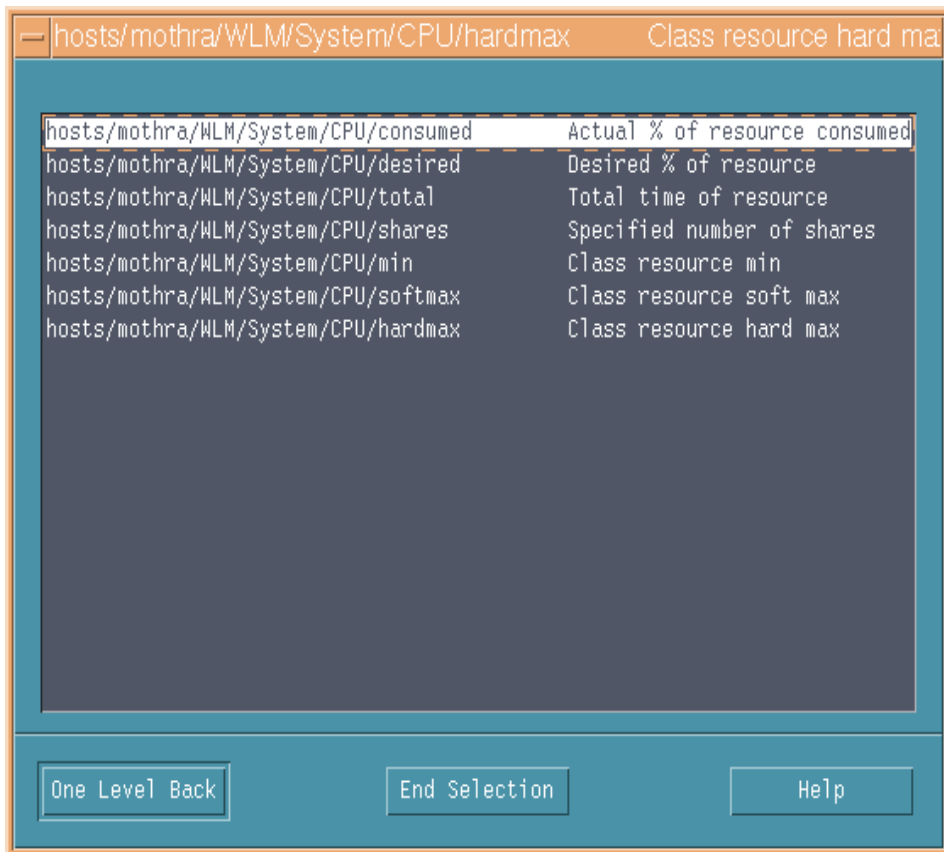 hosts/mothra/WLM/System/CPU/hardmax Class resource hard ma
hosts/mothra/WLM/System/CPU/consumed Actual % of resource consumed
hosts/mothra/WLM/System/CPU/desired Desired % of resource
hosts/mothra/WLM/System/CPU/total Total time of resource
hosts/mothra/WLM/System/CPU/shares Specified number of shares
hosts/mothra/WLM/System/CPU/min Class resource min
hosts/mothra/WLM/System/CPU/softmax Class resource soft max
hosts/mothra/WLM/System/CPU/hardmax Class resource hard max
One Level Back End Selection Help